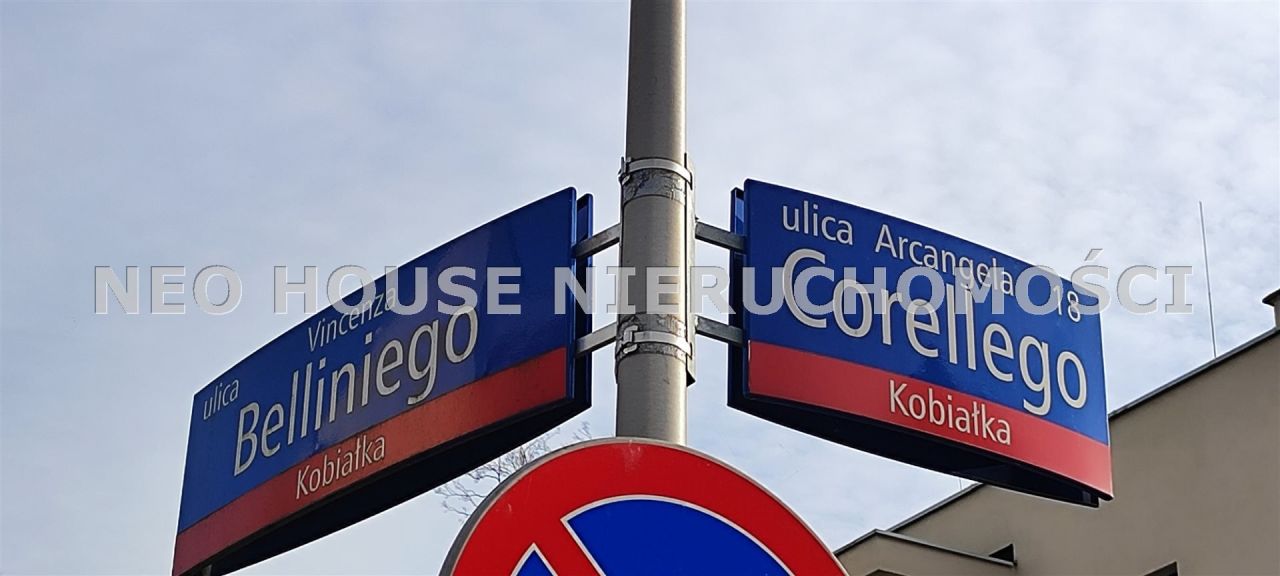 ulica Vincenza
Belliniego
Kobiałka
ulica Arcangela 18
Corellego
Kobiałka
NEO HOUSE NIERUCHOMOŚCI